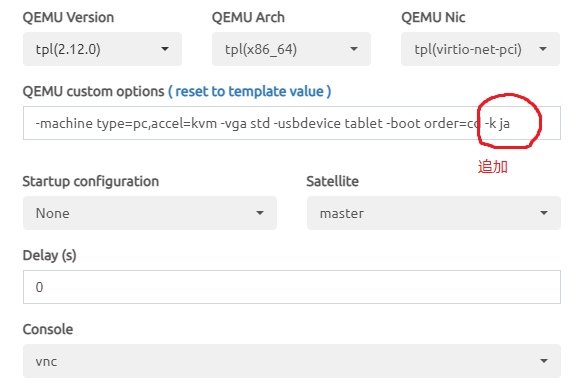 QEMU Version QEMU Arch QEMU Nic
tpl(2.12.0) tpl(x86_64) tpl(virtio-net-pci)
QEMU custom options ( reset to template value )
-machine type=pc,accel=kvm -vga std -usbdevice tablet -boot order=cd -k ja
追加
Startup configuration Satellite
None master
Delay (s)
0
Console
vnc